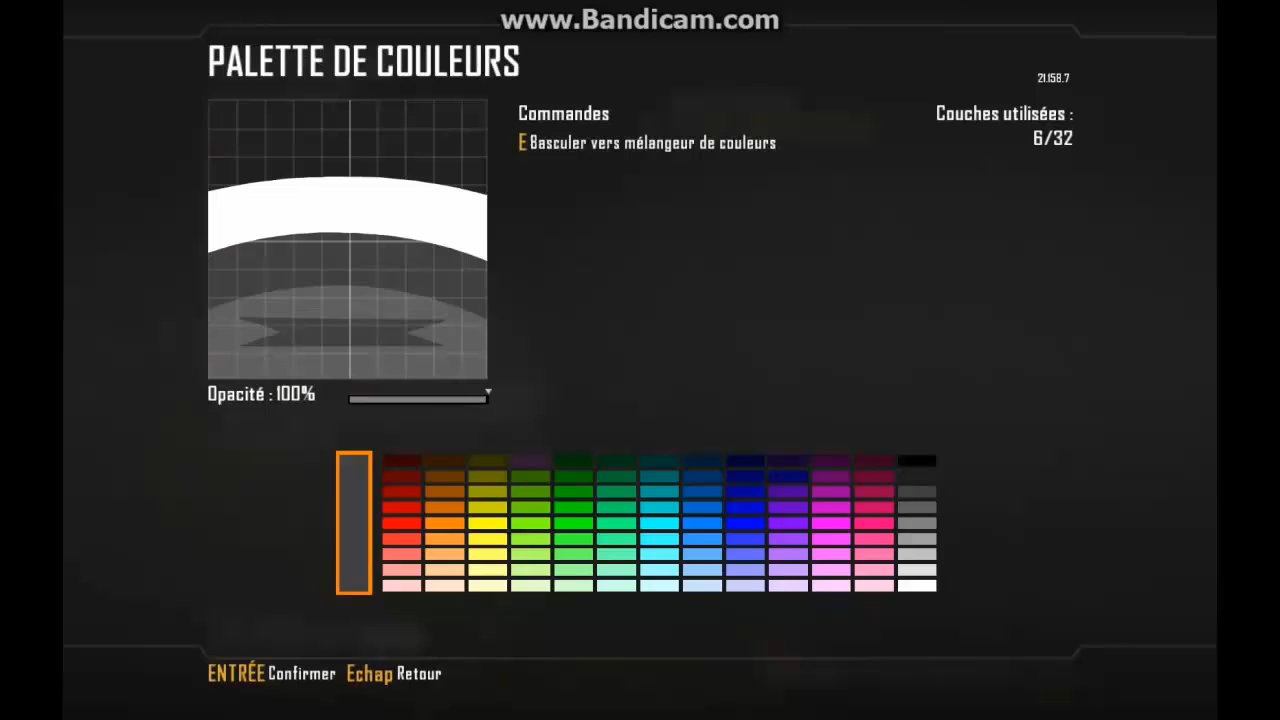 www.Bandicam.com
PALETTE DE COULEURS
21.158.7
Commandes
Couches utilisées :
E Basculer vers mélangeur de couleurs
6/32
Opacité : 100%
ENTRÉE Confirmer Echap Retour